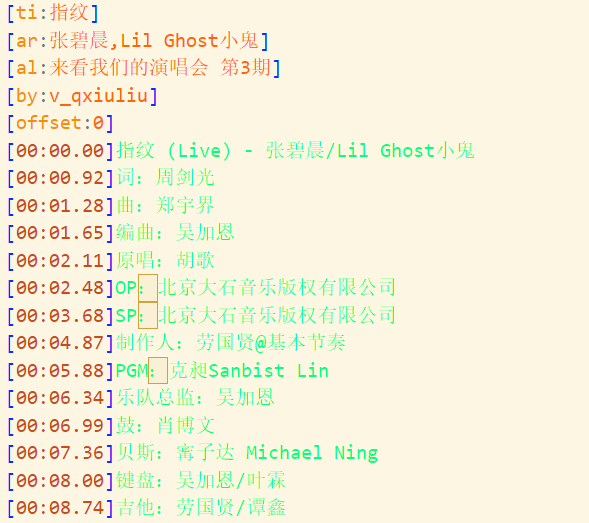 [ti:指纹]
[ar:张碧晨,Lil Ghost小鬼]
[al:来看我们的演唱会 第3期]
[by:v_qxiuliu]
[offset:0]
[00:00.00]指纹 (Live) - 张碧晨/Lil Ghost小鬼
[00:00.92]词：周剑光
[00:01.28]曲：郑宇界
[00:01.65]编曲：吴加恩
[00:02.11]原唱：胡歌
[00:02.48]OP：北京大石音乐版权有限公司
[00:03.68]SP：北京大石音乐版权有限公司
[00:04.87]制作人：劳国贤@基本节奏
[00:05.88]PGM：克昶Sanbist Lin
[00:06.34]乐队总监：吴加恩
[00:06.99]鼓：肖博文
[00:07.36]贝斯：甯子达 Michael Ning
[00:08.00]键盘：吴加恩/叶霖
[00:08.74]吉他：劳国贤/谭鑫